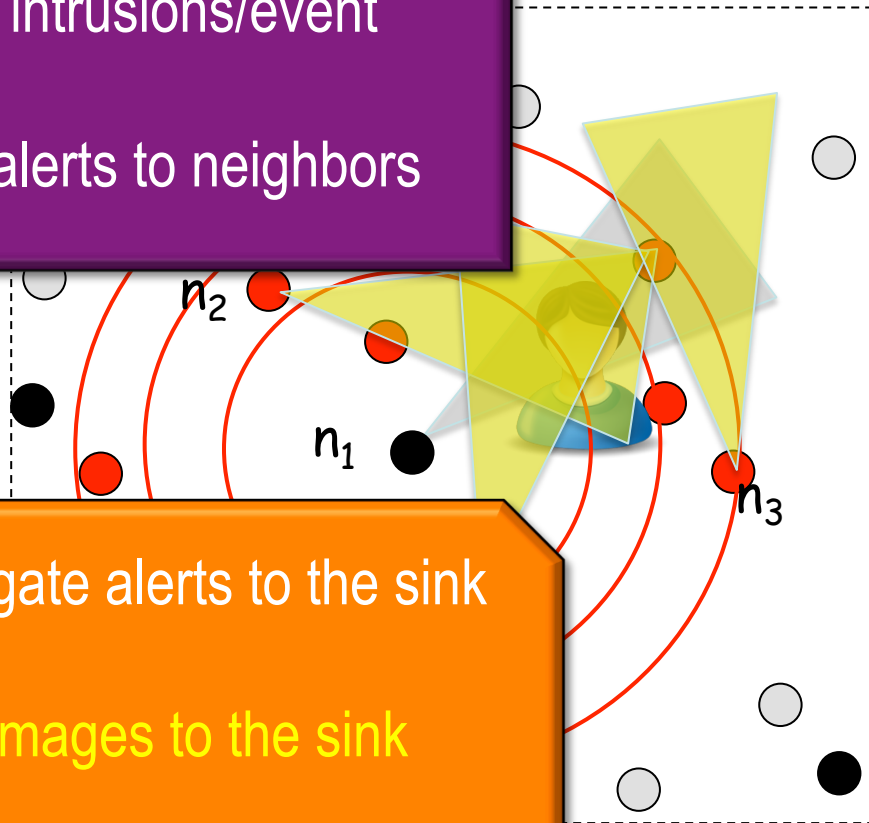 intrusions/event
alerts to neighbors
n2
n1
n3
gate alerts to the sink
mages to the sink